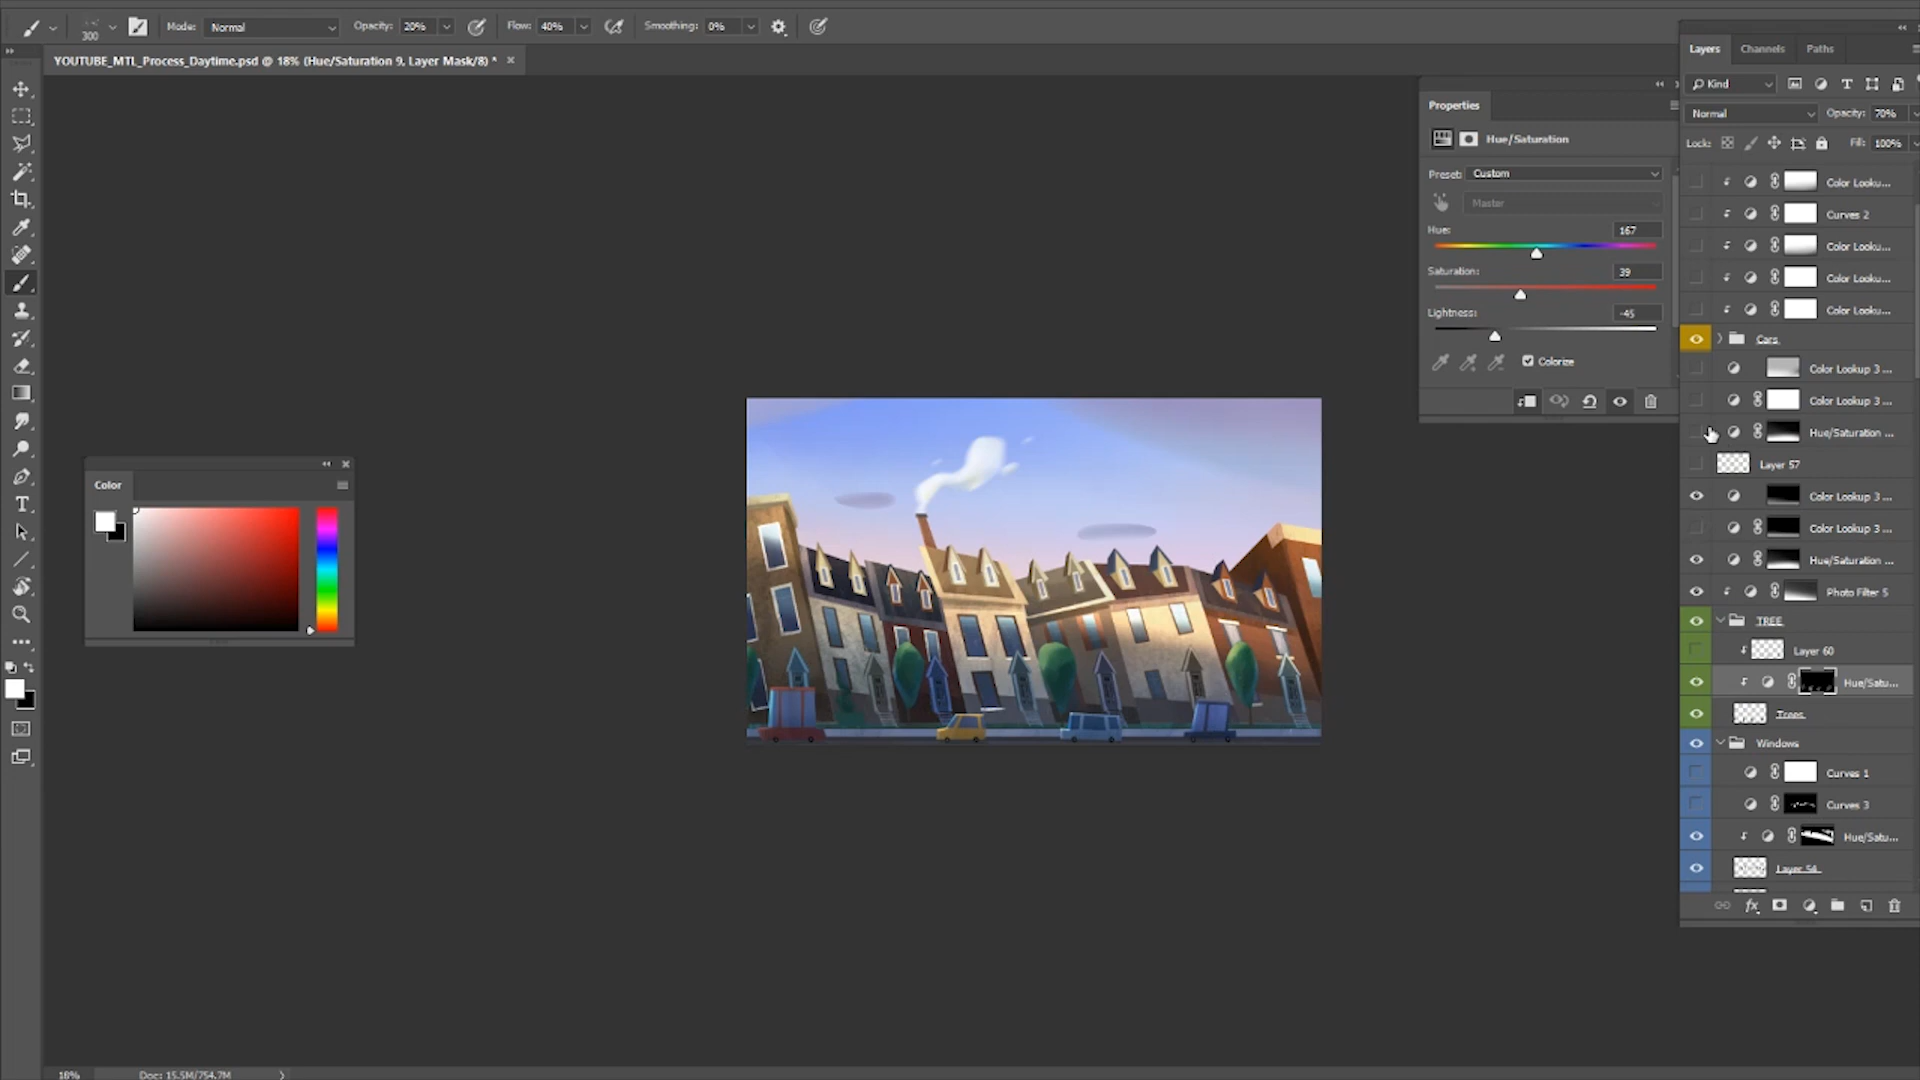 300 Mode: Normal Opacity: 20% Flow: 40% Smoothing: 0%
YOUTUBE_MTL_Process_Daytime.psd @ 18% (Hue/Saturation 9, Layer Mask/8) *
Layers Channels Paths
Kind
Normal Opacity: 70%
Lock: Fill: 100%
Color Looku...
Curves 2
Color Looku...
Color Looku...
Color Looku...
Cars
Color Lookup 3 ...
Color Lookup 3 ...
Hue/Saturation ...
Layer 57
Color Lookup 3 ...
Color Lookup 3 ...
Hue/Saturation ...
Photo Filter 5
TREE
Layer 60
Hue/Satu...
Trees
Windows
Curves 1
Curves 3
Hue/Satu...
Layer 54
Properties
Hue/Saturation
Preset: Custom
Master
Hue: 167
Saturation: 39
Lightness: -45
Colorize
Color
18% Doc: 15.5M/754.7M